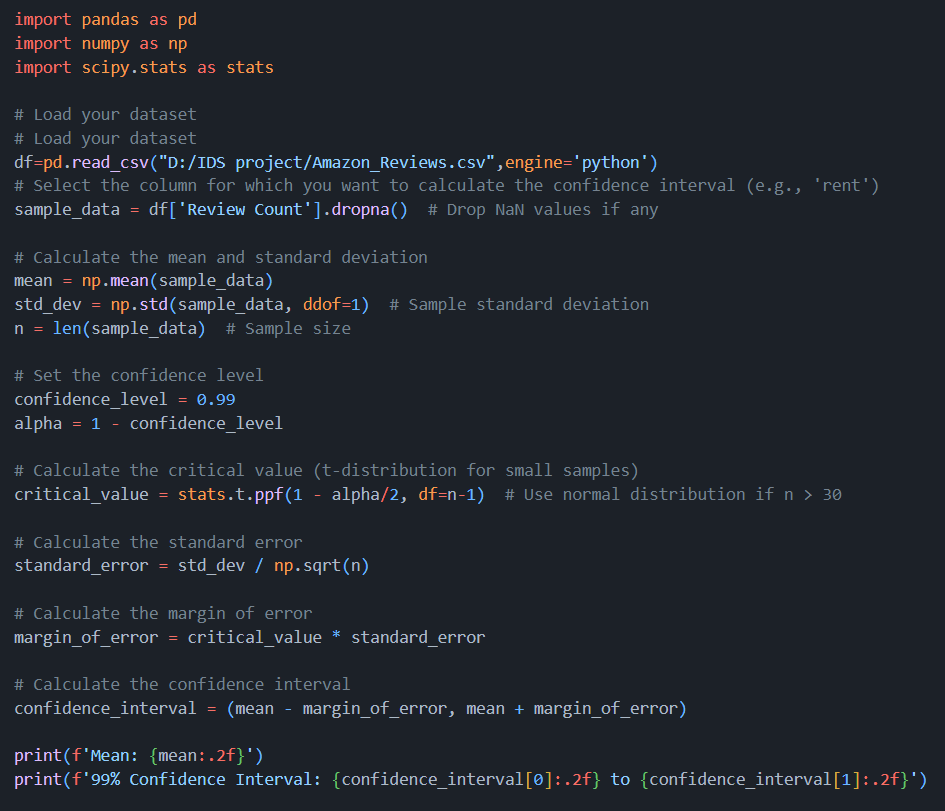 import pandas as pd
import numpy as np
import scipy.stats as stats

# Load your dataset
# Load your dataset
df=pd.read_csv("D:/IDS project/Amazon_Reviews.csv",engine='python')
# Select the column for which you want to calculate the confidence interval (e.g., 'rent')
sample_data = df['Review Count'].dropna()  # Drop NaN values if any

# Calculate the mean and standard deviation
mean = np.mean(sample_data)
std_dev = np.std(sample_data, ddof=1)  # Sample standard deviation
n = len(sample_data)  # Sample size

# Set the confidence level
confidence_level = 0.99
alpha = 1 - confidence_level

# Calculate the critical value (t-distribution for small samples)
critical_value = stats.t.ppf(1 - alpha/2, df=n-1)  # Use normal distribution if n > 30

# Calculate the standard error
standard_error = std_dev / np.sqrt(n)

# Calculate the margin of error
margin_of_error = critical_value * standard_error

# Calculate the confidence interval
confidence_interval = (mean - margin_of_error, mean + margin_of_error)

print(f'Mean: {mean:.2f}')
print(f'99% Confidence Interval: {confidence_interval[0]:.2f} to {confidence_interval[1]:.2f}')